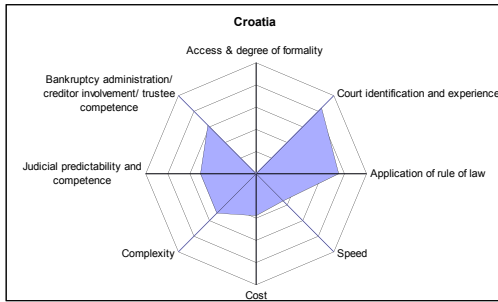 Croatia
Access & degree of formality
Bankruptcy administration/
creditor involvement/ trustee
competence
Court identification and experience
Judicial predictability and
competence
Application of rule of law
Complexity
Speed
Cost